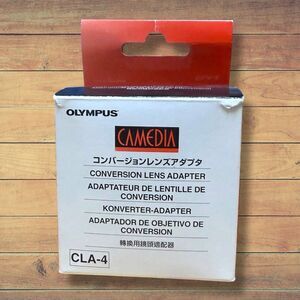 OLYMPUS
CAMEDIA
コンバージョンレンズアダプタ
CONVERSION LENS ADAPTER
ADAPTATEUR DE LENTILLE DE
CONVERSION
KONVERTER-ADAPTER
ADAPTADOR DE OBJETIVO DE
CONVERSION
轉換用鏡頭適配器
CLA-4